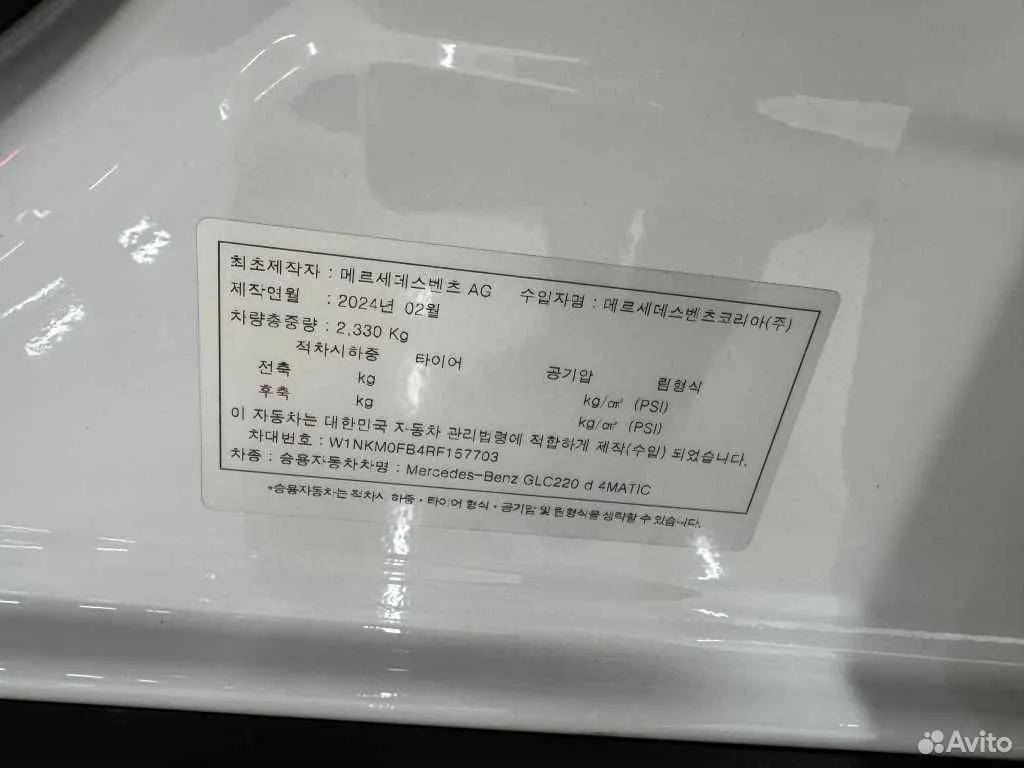 최초제작자 : 메르세데스벤츠 AG 수입자명 : 메르세데스벤츠코리아(주)
제작연월 : 2024년 02월
차량총중량 : 2,330 Kg
적차시하중 타이어 공기압 림형식
전축 kg kg/㎠ (PSI)
후축 kg kg/㎠ (PSI)
이 자동차는 대한민국 자동차 관리법령에 적합하게 제작(수입) 되었습니다.
차대번호 : W1NKM0FB4RF157703
차종 : 승용자동차차명 : Mercedes-Benz GLC220 d 4MATIC
*승용자동차는 적차시 하중・타이어 형식・공기압 및 림형식을 생략할 수 있습니다.
Avito